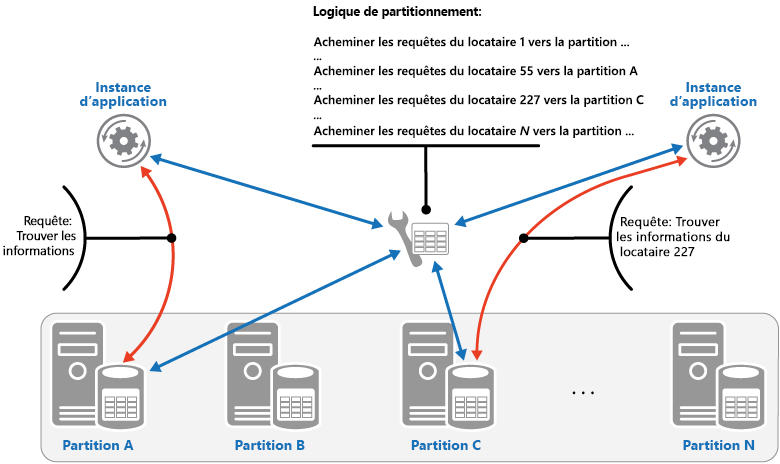 Logique de partitionnement:
Acheminer les requêtes du locataire 1 vers la partition ...
...
Acheminer les requêtes du locataire 55 vers la partition A
...
Acheminer les requêtes du locataire 227 vers la partition C
...
Acheminer les requêtes du locataire N vers la partition ...
Instance
d'application
Instance
d'application
Requête:
Trouver les
informations
Requête: Trouver
les informations du
locataire 227
...
Partition A
Partition B
Partition C
Partition N